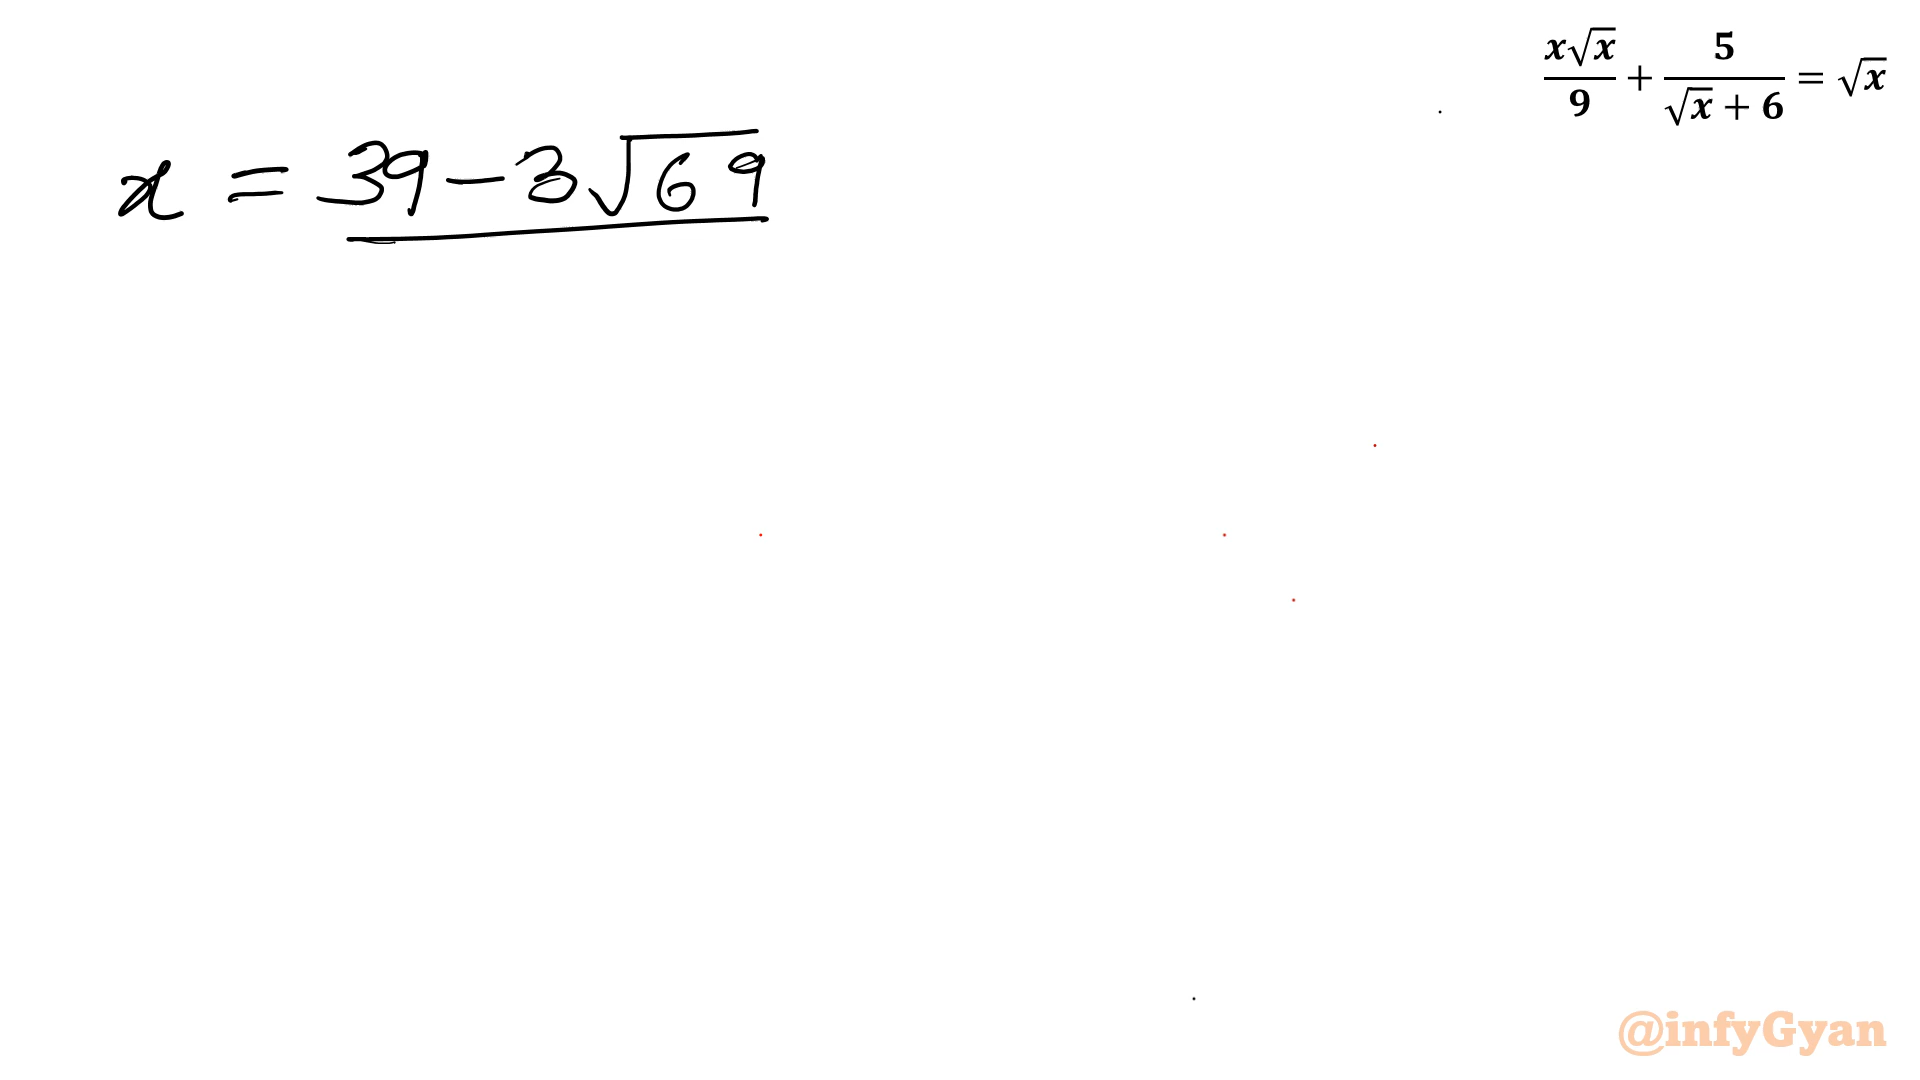 x√x/9 + 5/(√x + 6) = √x
x = 39 - 3√69
@infyGyan